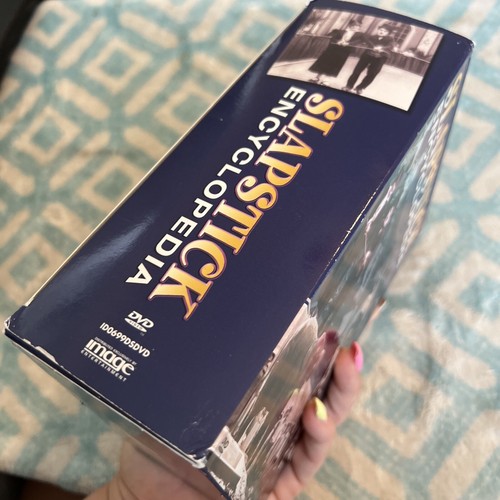 SLAPSTICK
ENCYCLOPEDIA
DVD
ID0699DSDVD
image
ENTERTAINMENT